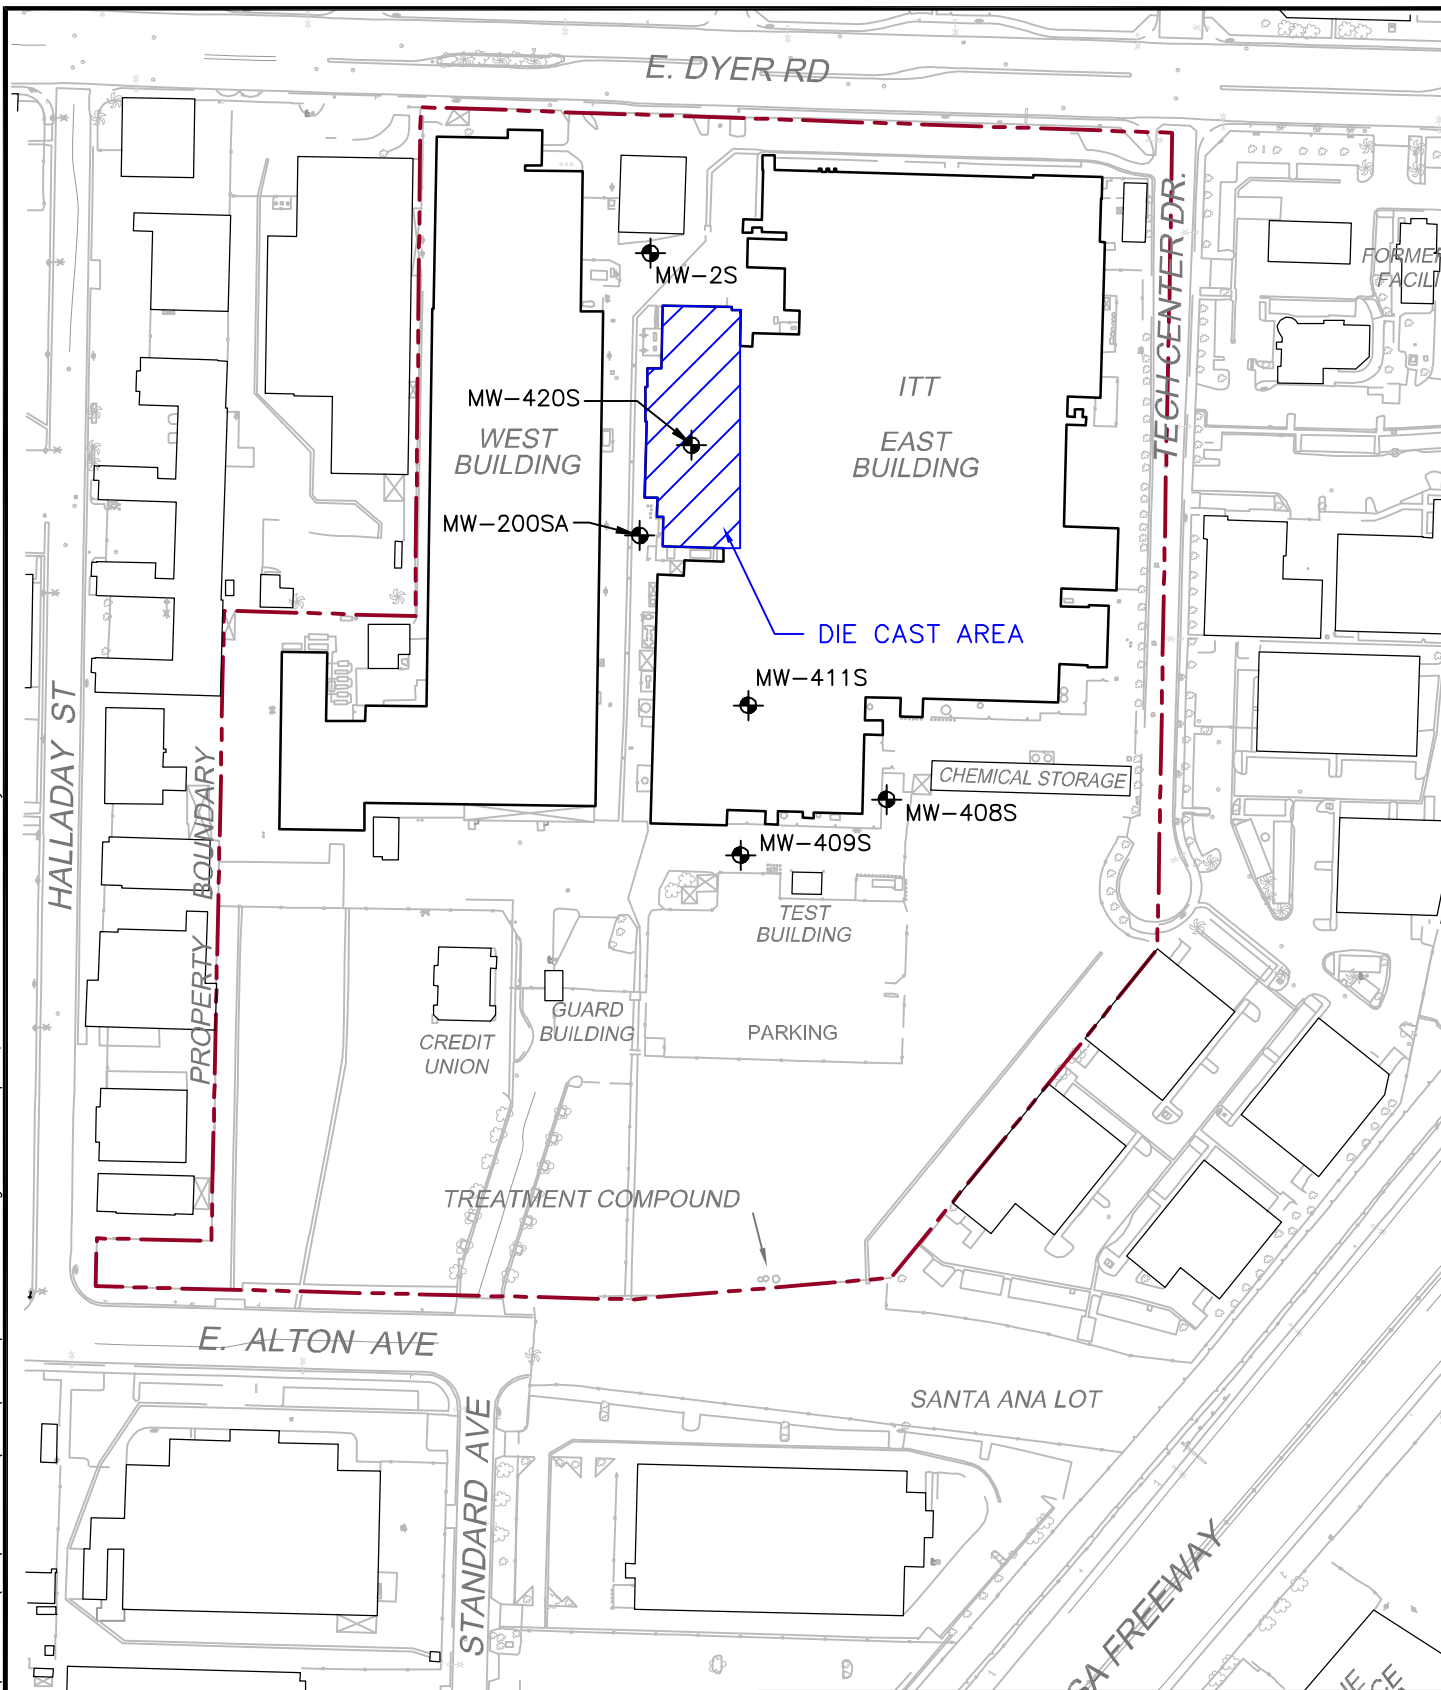 E. DYER RD
TECH CENTER DR.
MW-2S
FORMER
FACILI
MW-420S
WEST
BUILDING
ITT
EAST
BUILDING
MW-200SA
DIE CAST AREA
MW-411S
HALLADAY ST
PROPERTY BOUNDARY
CHEMICAL STORAGE
MW-408S
MW-409S
TEST
BUILDING
GUARD
BUILDING
PARKING
CREDIT
UNION
TREATMENT COMPOUND
E. ALTON AVE
SANTA ANA LOT
STANDARD AVE
FREEWAY